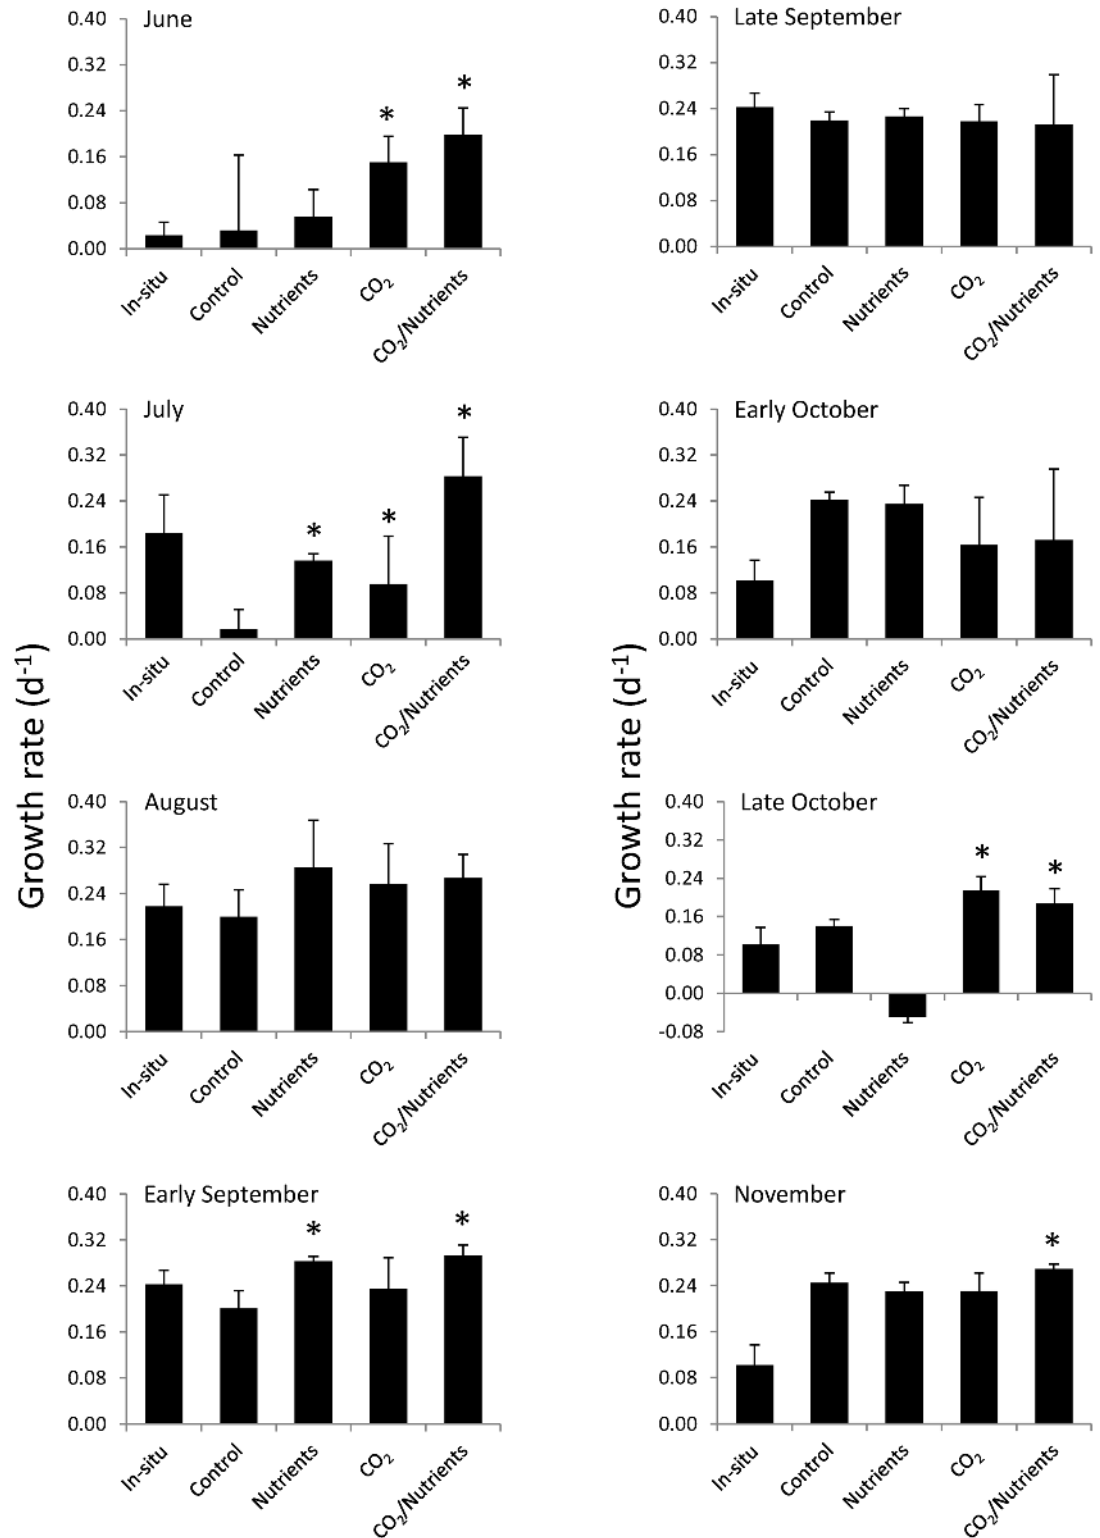 June
0.40
0.32
0.24
0.16
0.08
0.00
*
*
In-situ
Control
Nutrients
CO₂
CO₂/Nutrients
July
0.40
0.32
0.24
0.16
0.08
0.00
*
*
*
In-situ
Control
Nutrients
CO₂
CO₂/Nutrients
Growth rate (d⁻¹)
August
0.40
0.32
0.24
0.16
0.08
0.00
In-situ
Control
Nutrients
CO₂
CO₂/Nutrients
Early September
0.40
0.32
0.24
0.16
0.08
0.00
*
*
In-situ
Control
Nutrients
CO₂
CO₂/Nutrients
Late September
0.40
0.32
0.24
0.16
0.08
0.00
In-situ
Control
Nutrients
CO₂
CO₂/Nutrients
Early October
0.40
0.32
0.24
0.16
0.08
0.00
In-situ
Control
Nutrients
CO₂
CO₂/Nutrients
Growth rate (d⁻¹)
Late October
0.40
0.32
0.24
0.16
0.08
0.00
-0.08
*
*
In-situ
Control
Nutrients
CO₂
CO₂/Nutrients
November
0.40
0.32
0.24
0.16
0.08
0.00
*
In-situ
Control
Nutrients
CO₂
CO₂/Nutrients